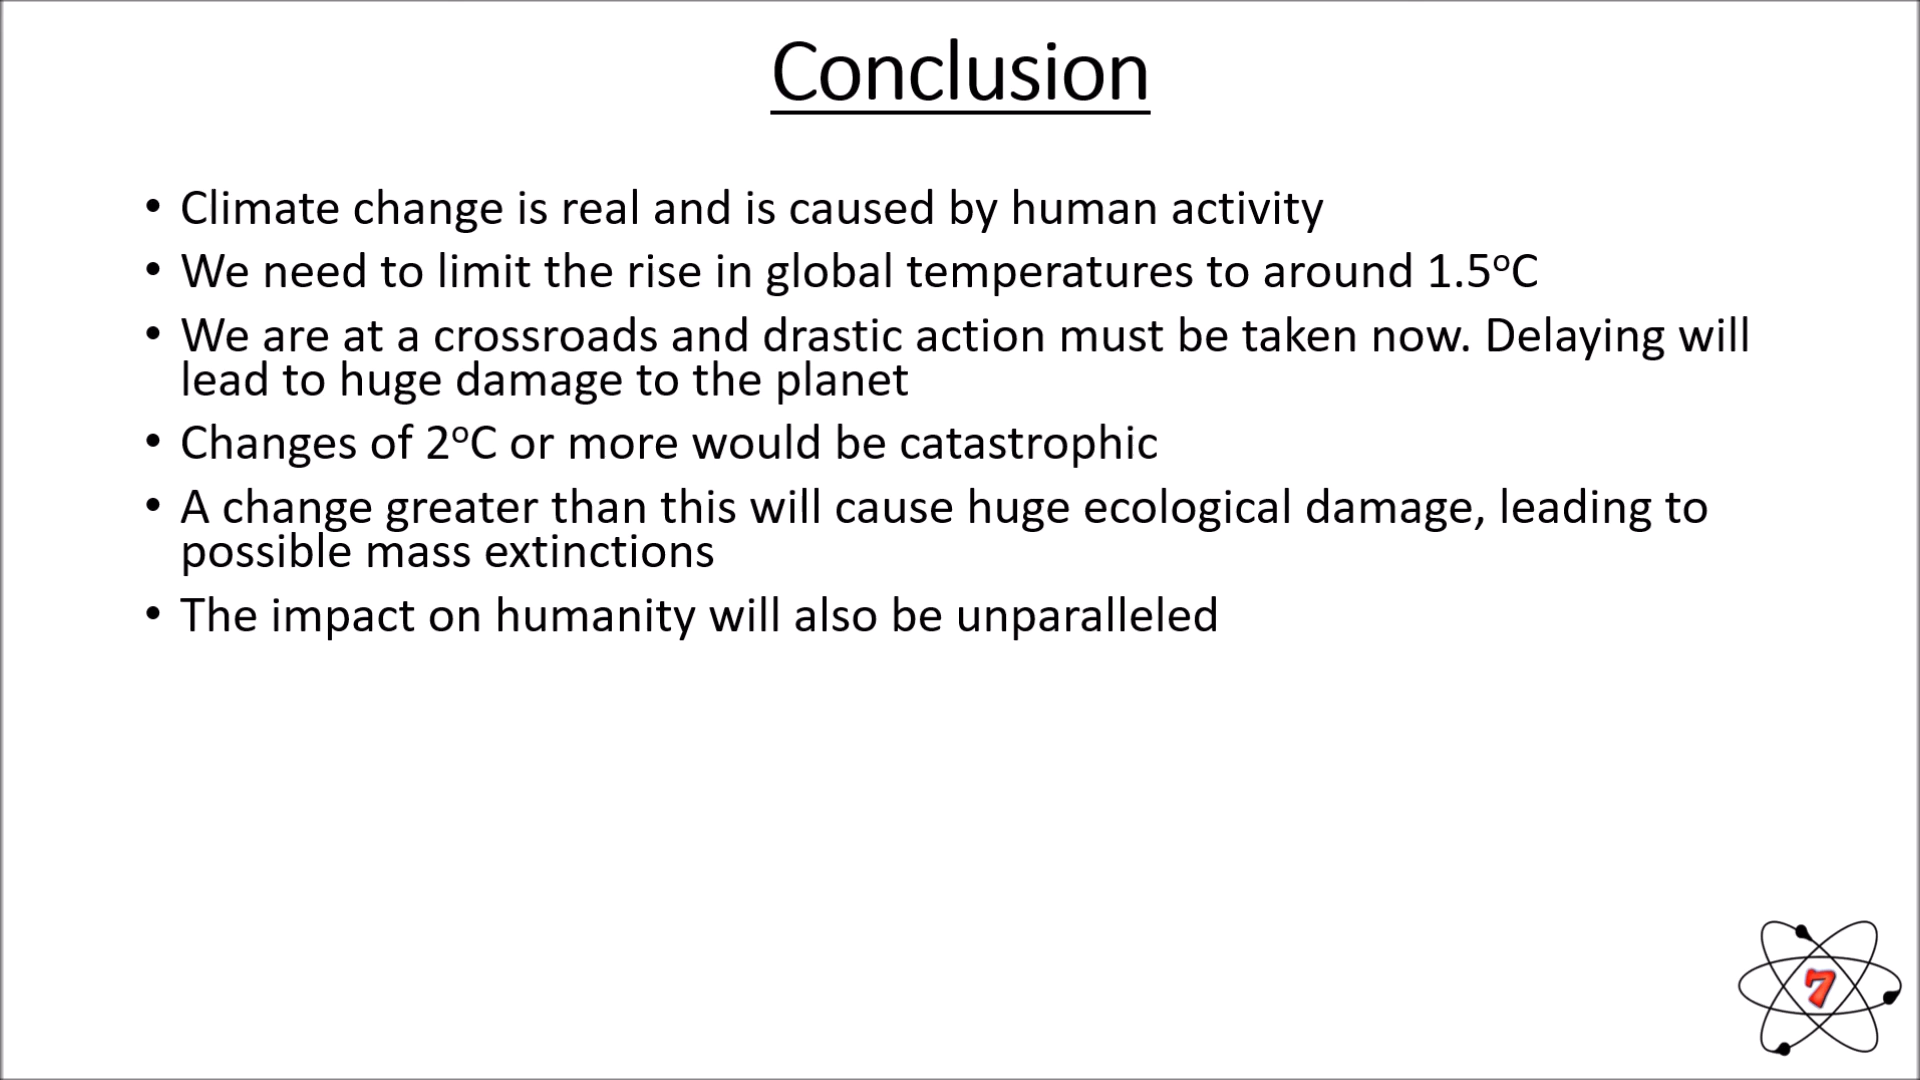 Conclusion
• Climate change is real and is caused by human activity
• We need to limit the rise in global temperatures to around 1.5ºC
• We are at a crossroads and drastic action must be taken now. Delaying will
lead to huge damage to the planet
• Changes of 2ºC or more would be catastrophic
• A change greater than this will cause huge ecological damage, leading to
possible mass extinctions
• The impact on humanity will also be unparalleled
7